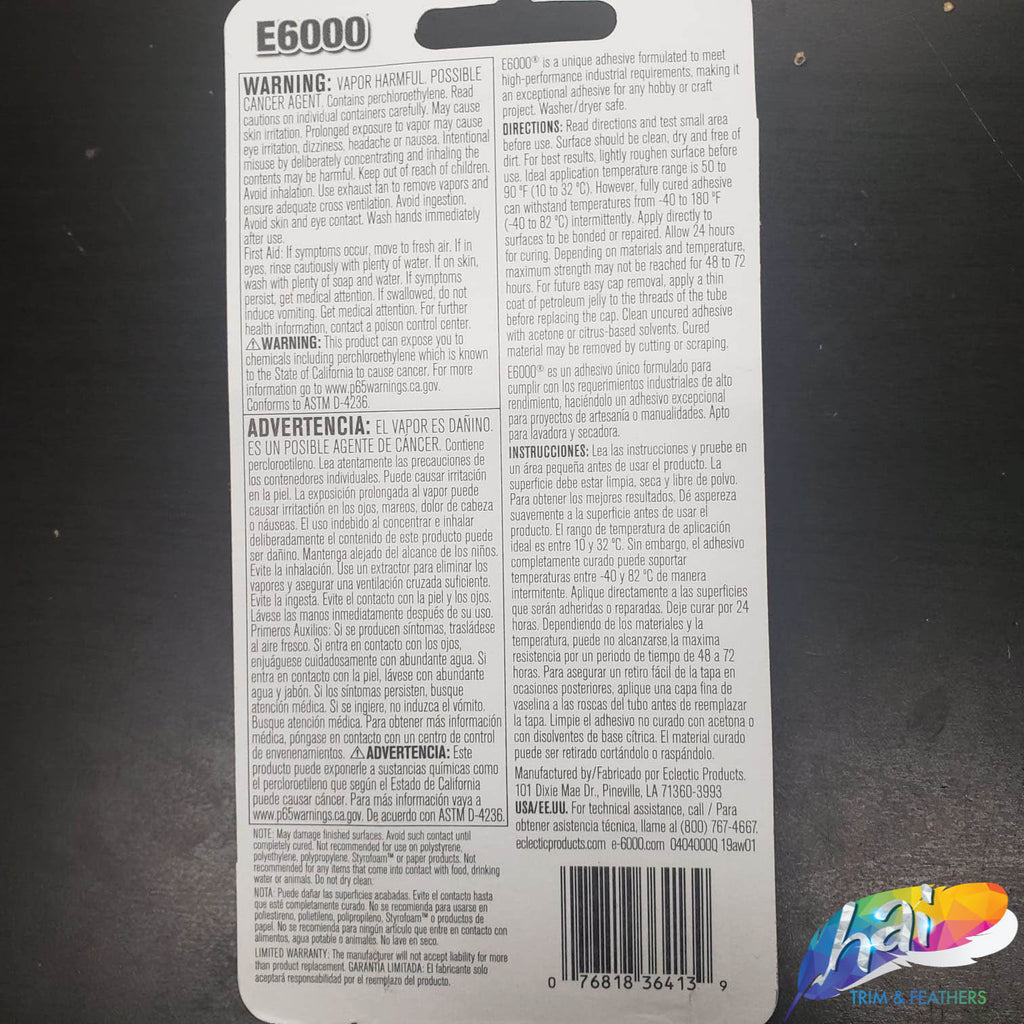 E6000
WARNING: VAPOR HARMFUL. POSSIBLE
CANCER AGENT. Contains perchloroethylene. Read
cautions on individual containers carefully. May cause
skin irritation. Prolonged exposure to vapor may cause
eye irritation, dizziness, headache or nausea. Intentional
misuse by deliberately concentrating and inhaling the
contents may be harmful. Keep out of reach of children.
Avoid inhalation. Use exhaust fan to remove vapors and
ensure adequate cross ventilation. Avoid ingestion.
Avoid skin and eye contact. Wash hands immediately
after use.
First Aid: If symptoms occur, move to fresh air. If in
eyes, rinse cautiously with plenty of water. If on skin,
wash with plenty of soap and water. If symptoms
persist, get medical attention. If swallowed, do not
induce vomiting. Get medical attention. For further
health information, contact a poison control center.
⚠WARNING: This product can expose you to
chemicals including perchloroethylene which is known
to the State of California to cause cancer. For more
information go to www.p65warnings.ca.gov.
Conforms to ASTM D-4236.
ADVERTENCIA: EL VAPOR ES DAÑINO.
ES UN POSIBLE AGENTE DE CÁNCER. Contiene
percloroetileno. Lea atentamente las precauciones de
los contenedores individuales. Puede causar irritación
en la piel. La exposición prolongada al vapor puede
causar irritactión en los ojos, mareos, dolor de cabeza
o náuseas. El uso indebido al concentrar e inhalar
deliberadamente el contenido de este producto puede
ser dañino. Mantenga alejado del alcance de los niños.
Evite la inhalación. Use un extractor para eliminar los
vapores y asegurar una ventilación cruzada suficiente.
Evite la ingesta. Evite el contacto con la piel y los ojos.
Lávese las manos inmediatamente después de su uso.
Primeros Auxilios: Si se producen síntomas, trasládese
al aire fresco. Si entra en contacto con los ojos,
enjuáguese cuidadosamente con abundante agua. Si
entra en contacto con la piel, lávese con abundante
agua y jabón. Si los síntomas persisten, busque
atención médica. Si se ingiere, no induzca el vómito.
Busque atención médica. Para obtener más información
médica, póngase en contacto con un centro de control
de envenenamientos. ⚠ADVERTENCIA: Este
producto puede exponerle a sustancias químicas como
el percloroetileno que según el Estado de California
puede causar cáncer. Para más información vaya a
www.p65warnings.ca.gov. De acuerdo con ASTM D-4236.
NOTE: May damage finished surfaces. Avoid such contact until
completely cured. Not recommended for use on polystyrene,
polyethylene, polypropylene, Styrofoam™ or paper products. Not
recommended for any items that come into contact with food, drinking
water or animals. Do not dry clean.
NOTA: Puede dañar las superficies acabadas. Evite el contacto hasta
que esté completamente curado. No se recomienda para usarse en
poliestireno, polietileno, polipropileno, Styrofoam™ o productos de
papel. No se recomienda para ningún artículo que entre en contacto con
alimentos, agua potable o animales. No lave en seco.
LIMITED WARRANTY: The manufacturer will not accept liability for more
than product replacement. GARANTÍA LIMITADA: El fabricante solo
aceptará responsabilidad por el reemplazo del producto.
E6000® is a unique adhesive formulated to meet
high-performance industrial requirements, making it
an exceptional adhesive for any hobby or craft
project. Washer/dryer safe.
DIRECTIONS: Read directions and test small area
before use. Surface should be clean, dry and free of
dirt. For best results, lightly roughen surface before
use. Ideal application temperature range is 50 to
90 °F (10 to 32 °C). However, fully cured adhesive
can withstand temperatures from -40 to 180 °F
(-40 to 82 °C) intermittently. Apply directly to
surfaces to be bonded or repaired. Allow 24 hours
for curing. Depending on materials and temperature,
maximum strength may not be reached for 48 to 72
hours. For future easy cap removal, apply a thin
coat of petroleum jelly to the threads of the tube
before replacing the cap. Clean uncured adhesive
with acetone or citrus-based solvents. Cured
material may be removed by cutting or scraping.
E6000® es un adhesivo único formulado para
cumplir con los requerimientos industriales de alto
rendimiento, haciéndolo un adhesivo excepcional
para proyectos de artesanía o manualidades. Apto
para lavadora y secadora.
INSTRUCCIONES: Lea las instrucciones y pruebe en
un área pequeña antes de usar el producto. La
superficie debe estar limpia, seca y libre de polvo.
Para obtener los mejores resultados. Dé aspereza
suavemente a la superficie antes de usar el
producto. El rango de temperatura de aplicación
ideal es entre 10 y 32 °C. Sin embargo, el adhesivo
completamente curado puede soportar
temperaturas entre -40 y 82 °C de manera
intermitente. Aplique directamente a las superficies
que serán adheridas o reparadas. Deje curar por 24
horas. Dependiendo de los materiales y la
temperatura, puede no alcanzarse la maxima
resistencia por un periodo de tiempo de 48 a 72
horas. Para asegurar un retiro fácil de la tapa en
ocasiones posteriores, aplique una capa fina de
vaselina a las roscas del tubo antes de reemplazar
la tapa. Limpie el adhesivo no curado con acetona o
con disolventes de base cítrica. El material curado
puede ser retirado cortándolo o raspándolo.
Manufactured by/Fabricado por Eclectic Products.
101 Dixie Mae Dr., Pineville, LA 71360-3993
USA/EE.UU. For technical assistance, call / Para
obtener asistencia técnica, llame al (800) 767-4667.
eclecticproducts.com e-6000.com 0404000Q 19aw01
0 76818 36413 9
hai
TRIM & FEATHERS